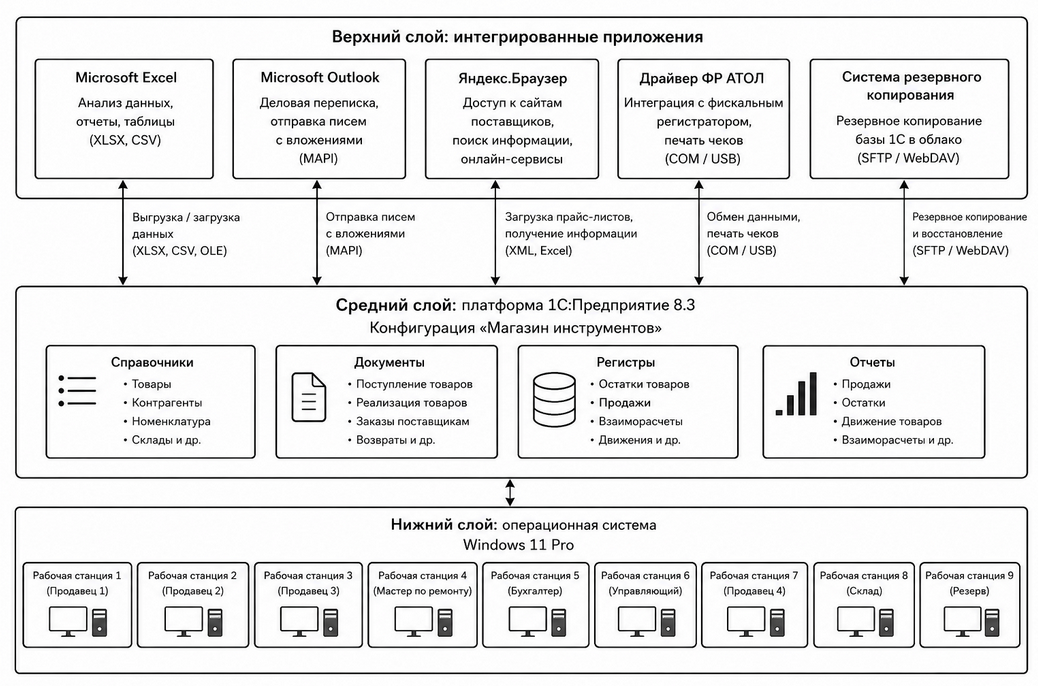 Верхний слой: интегрированные приложения
Microsoft Excel
Анализ данных,
отчеты, таблицы
(XLSX, CSV)
Microsoft Outlook
Деловая переписка,
отправка писем
с вложениями
(MAPI)
Яндекс.Браузер
Доступ к сайтам
поставщиков,
поиск информации,
онлайн-сервисы
Драйвер ФР АТОЛ
Интеграция с фискальным
регистратором,
печать чеков
(COM / USB)
Система резервного
копирования
Резервное копирование
базы 1С в облако
(SFTP / WebDAV)
Выгрузка / загрузка
данных
(XLSX, CSV, OLE)
Отправка писем
с вложениями
(MAPI)
Загрузка прайс-листов,
получение информации
(XML, Excel)
Обмен данными,
печать чеков
(COM / USB)
Резервное копирование
и восстановление
(SFTP / WebDAV)
Средний слой: платформа 1С:Предприятие 8.3
Конфигурация «Магазин инструментов»
Справочники
• Товары
• Контрагенты
• Номенклатура
• Склады и др.
Документы
• Поступление товаров
• Реализация товаров
• Заказы поставщикам
• Возвраты и др.
Регистры
• Остатки товаров
• Продажи
• Взаиморасчеты
• Движения и др.
Отчеты
• Продажи
• Остатки
• Движение товаров
• Взаиморасчеты и др.
Нижний слой: операционная система
Windows 11 Pro
Рабочая станция 1
(Продавец 1)
Рабочая станция 2
(Продавец 2)
Рабочая станция 3
(Продавец 3)
Рабочая станция 4
(Мастер по ремонту)
Рабочая станция 5
(Бухгалтер)
Рабочая станция 6
(Управляющий)
Рабочая станция 7
(Продавец 4)
Рабочая станция 8
(Склад)
Рабочая станция 9
(Резерв)